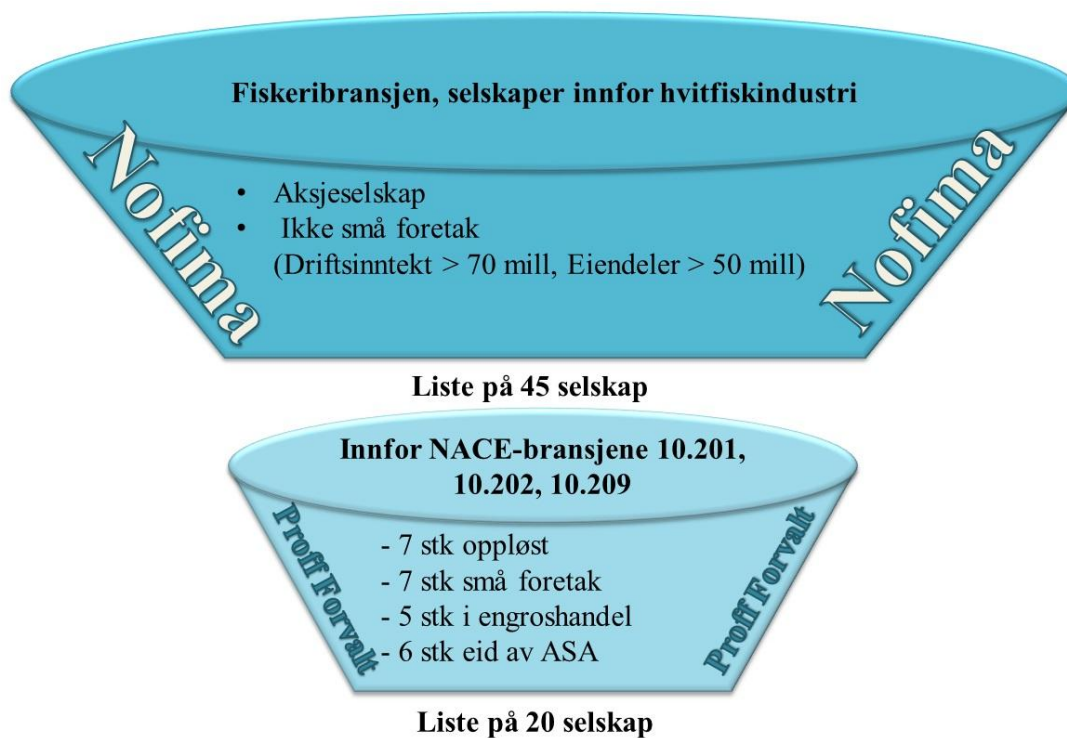 Fiskeribransjen, selskaper innfor hvitfiskindustri
Nofima
Nofima
• Aksjeselskap
• Ikke små foretak
(Driftsinntekt > 70 mill, Eiendeler > 50 mill)
Liste på 45 selskap
Innfor NACE-bransjene 10.201,
10.202, 10.209
Proff Forvalt
Proff Forvalt
- 7 stk oppløst
- 7 stk små foretak
- 5 stk i engroshandel
- 6 stk eid av ASA
Liste på 20 selskap